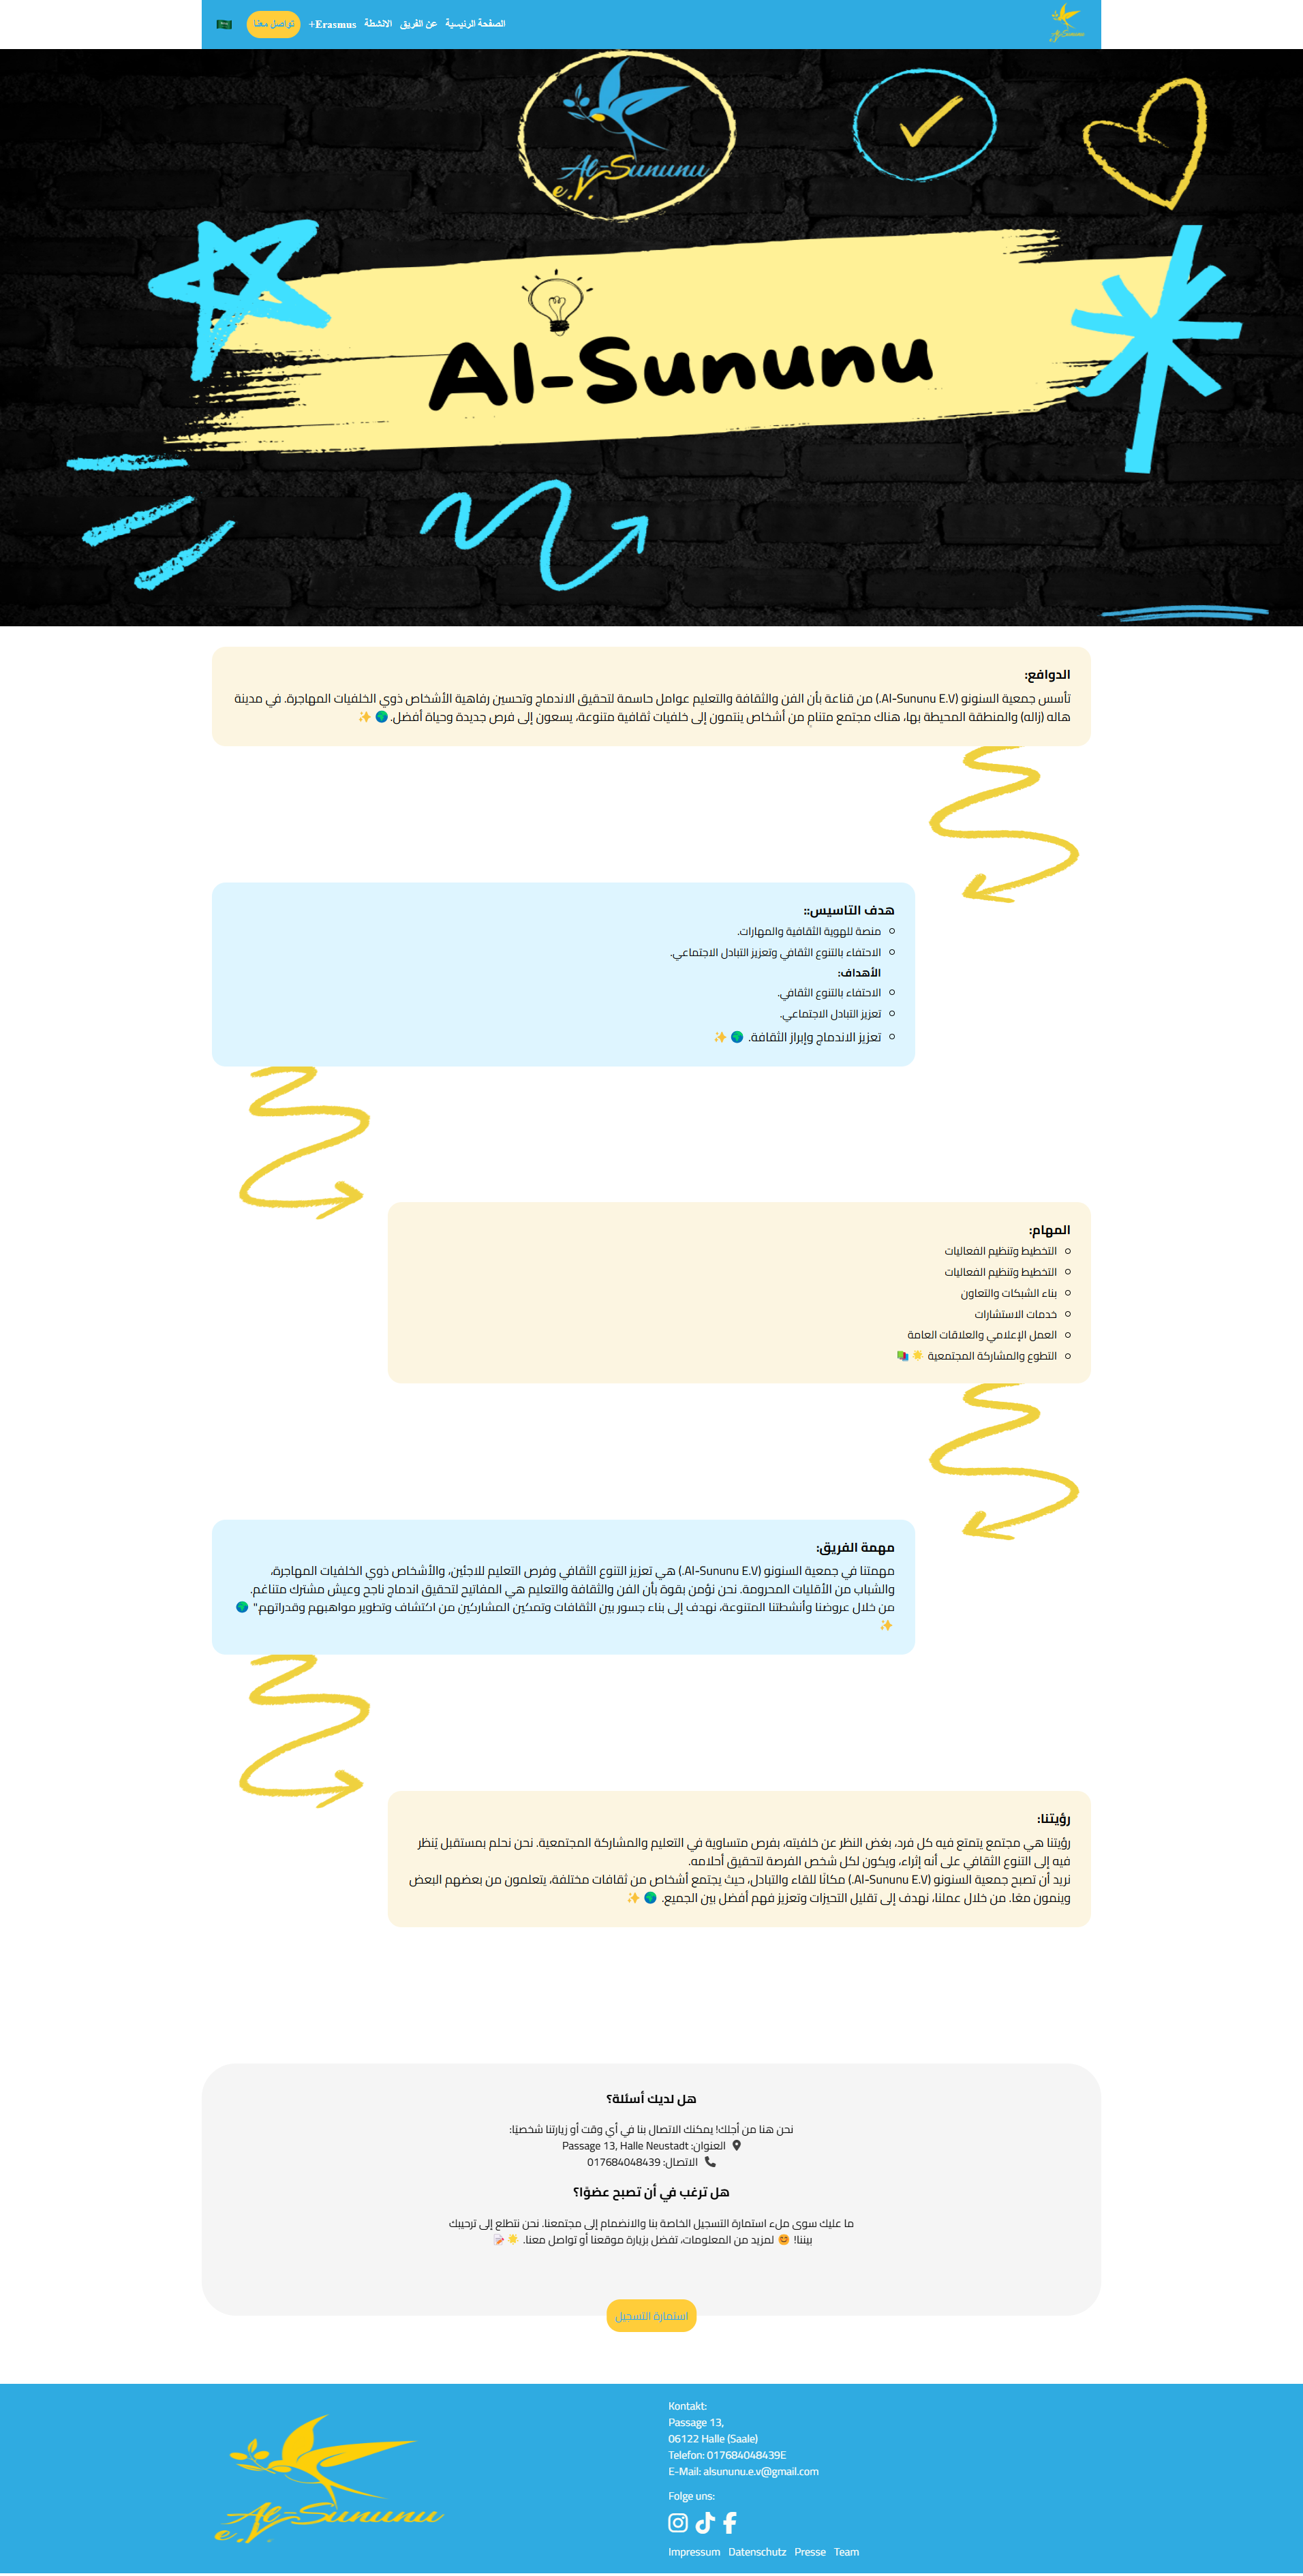 الصفحة الرئيسية
عن الفريق
الانشطة
Erasmus+
تواصل معنا
Al-Sununu
e.V
Al-Sununu
e.V.
Al-Sununu
الدوافع:
تأسس جمعية السنونو (Al-Sununu E.V.) من قناعة بأن الفن والثقافة والتعليم عوامل حاسمة لتحقيق الاندماج وتحسين رفاهية الأشخاص ذوي الخلفيات المهاجرة. في مدينة
هاله (زاله) والمنطقة المحيطة بها، هناك مجتمع متنامٍ من أشخاص ينتمون إلى خلفيات ثقافية متنوعة، يسعون إلى فرص جديدة وحياة أفضل. 🌍 ✨
هدف التاسيس::
منصة للهوية الثقافية والمهارات.
الاحتفاء بالتنوع الثقافي وتعزيز التبادل الاجتماعي.
الأهداف:
الاحتفاء بالتنوع الثقافي.
تعزيز التبادل الاجتماعي.
تعزيز الاندماج وإبراز الثقافة. 🌍 ✨
المهام:
التخطيط وتنظيم الفعاليات
التخطيط وتنظيم الفعاليات
بناء الشبكات والتعاون
خدمات الاستشارات
العمل الإعلامي والعلاقات العامة
التطوع والمشاركة المجتمعية 🌟 📚
مهمة الفريق:
مهمتنا في جمعية السنونو (Al-Sununu E.V.) هي تعزيز التنوع الثقافي وفرص التعليم للاجئين، والأشخاص ذوي الخلفيات المهاجرة،
والشباب من الأقليات المحرومة. نحن نؤمن بقوة بأن الفن والثقافة والتعليم هي المفاتيح لتحقيق اندماج ناجح وعيش مشترك متناغم.
من خلال عروضنا وأنشطتنا المتنوعة، نهدف إلى بناء جسور بين الثقافات وتمكين المشاركين من اكتشاف وتطوير مواهبهم وقدراتهم." 🌍
✨
رؤيتنا:
رؤيتنا هي مجتمع يتمتع فيه كل فرد، بغض النظر عن خلفيته، بفرص متساوية في التعليم والمشاركة المجتمعية. نحن نحلم بمستقبل يُنظر
فيه إلى التنوع الثقافي على أنه إثراء، ويكون لكل شخص الفرصة لتحقيق أحلامه.
نريد أن تصبح جمعية السنونو (Al-Sununu E.V.) مكانًا للقاء والتبادل، حيث يجتمع أشخاص من ثقافات مختلفة، يتعلمون من بعضهم البعض
وينمون معًا. من خلال عملنا، نهدف إلى تقليل التحيزات وتعزيز فهم أفضل بين الجميع. 🌍 ✨
هل لديك أسئلة؟
نحن هنا من أجلك! يمكنك الاتصال بنا في أي وقت أو زيارتنا شخصيًا:
العنوان: Passage 13, Halle Neustadt
الاتصال: 017684048439
هل ترغب في أن تصبح عضوًا؟
ما عليك سوى ملء استمارة التسجيل الخاصة بنا والانضمام إلى مجتمعنا. نحن نتطلع إلى ترحيبك
بيننا! 😊 لمزيد من المعلومات، تفضل بزيارة موقعنا أو تواصل معنا. 🌟 📝
استمارة التسجيل
Kontakt:
Passage 13,
06122 Halle (Saale)
Telefon: 017684048439E
E-Mail: alsununu.e.v@gmail.com
Folge uns:
Impressum Datenschutz Presse Team
Al-Sununu
e.V